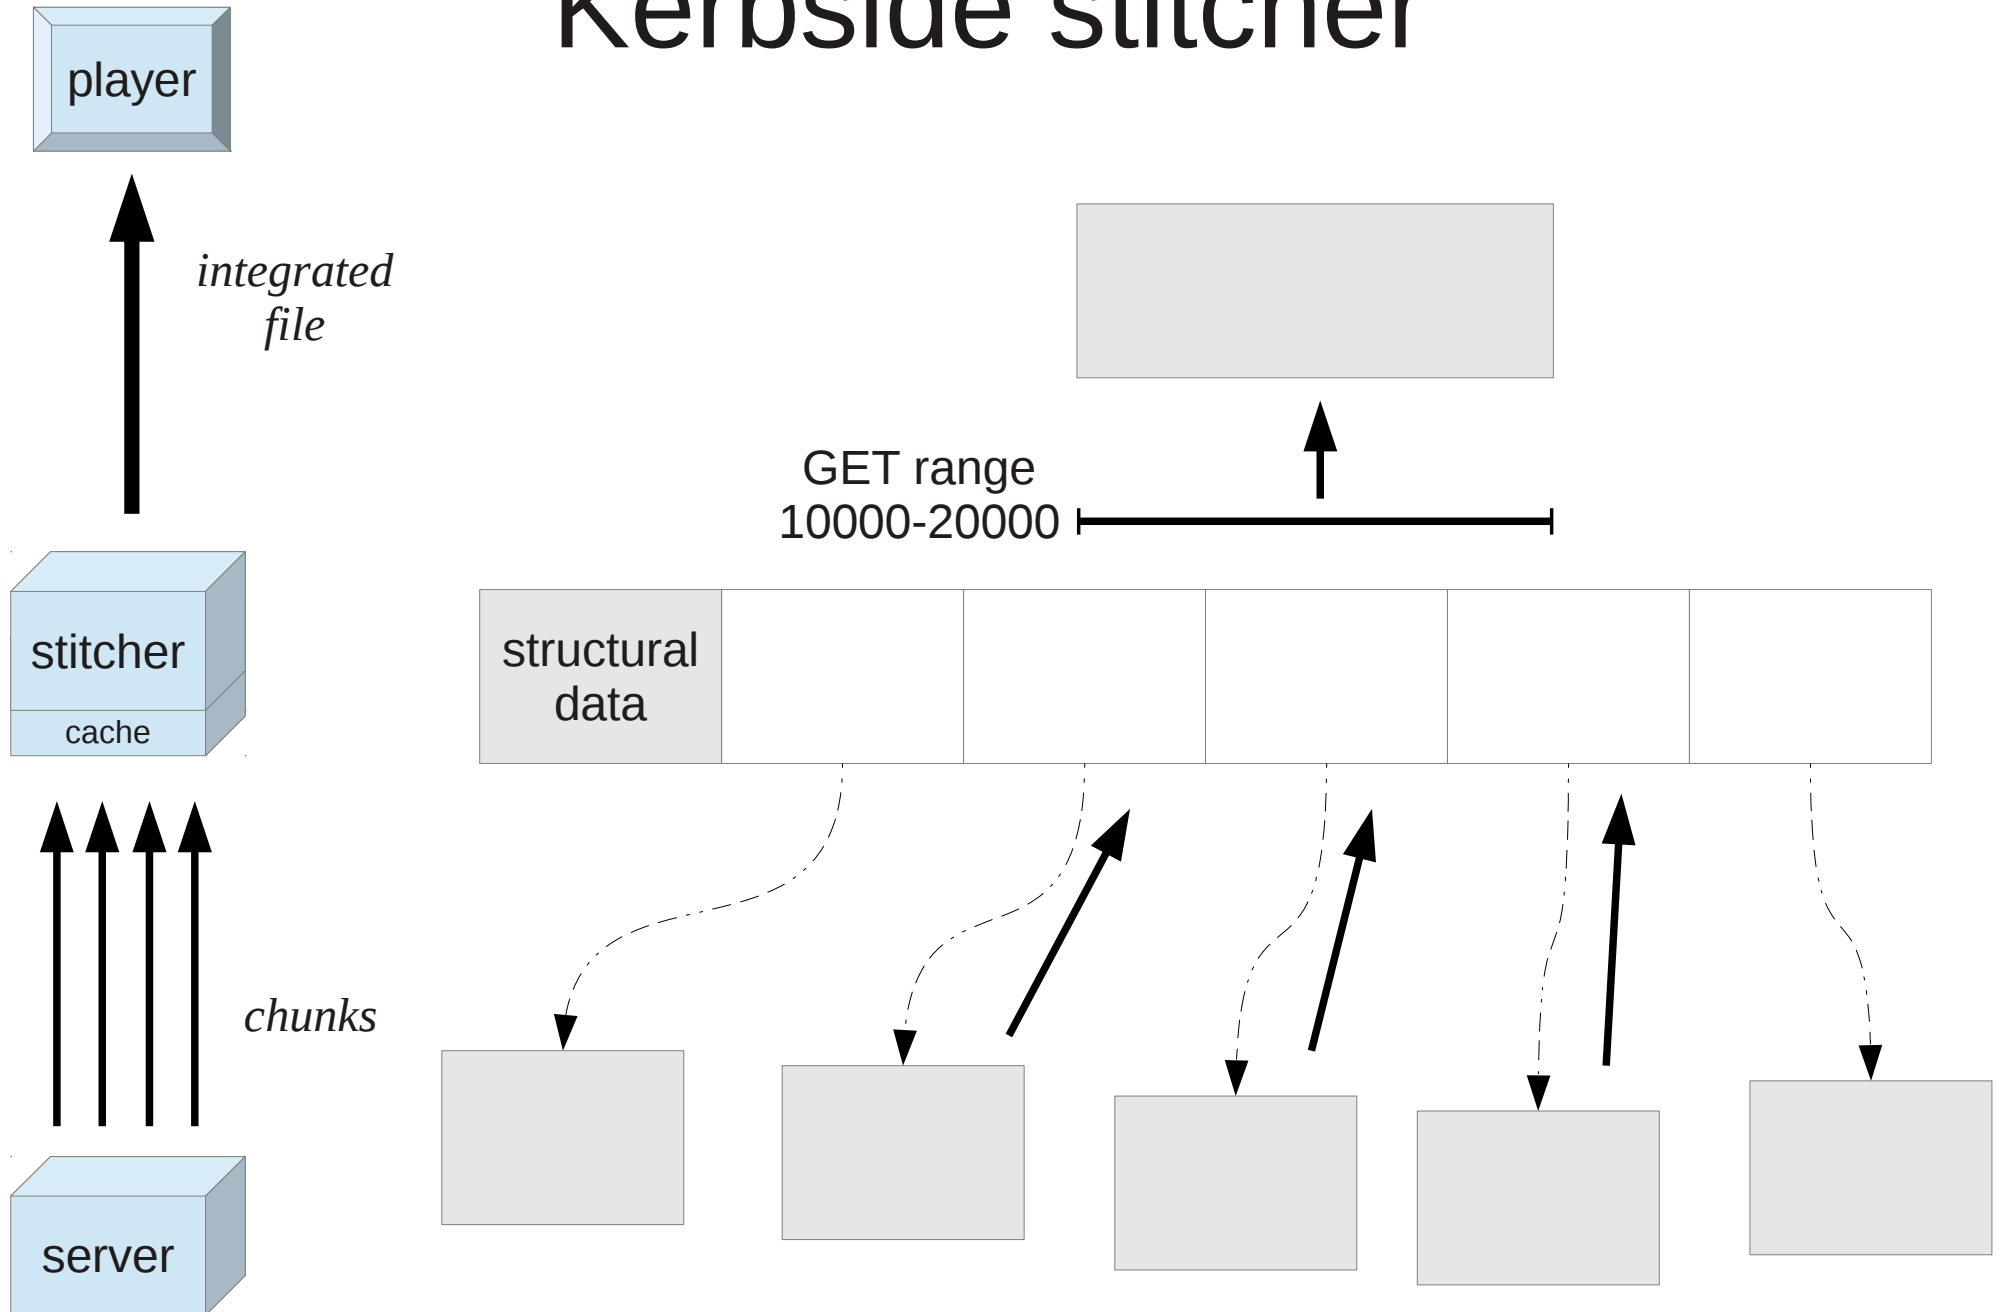 Kerbside stitcher
player
integrated
file
GET range
10000-20000
stitcher
cache
structural
data
chunks
server